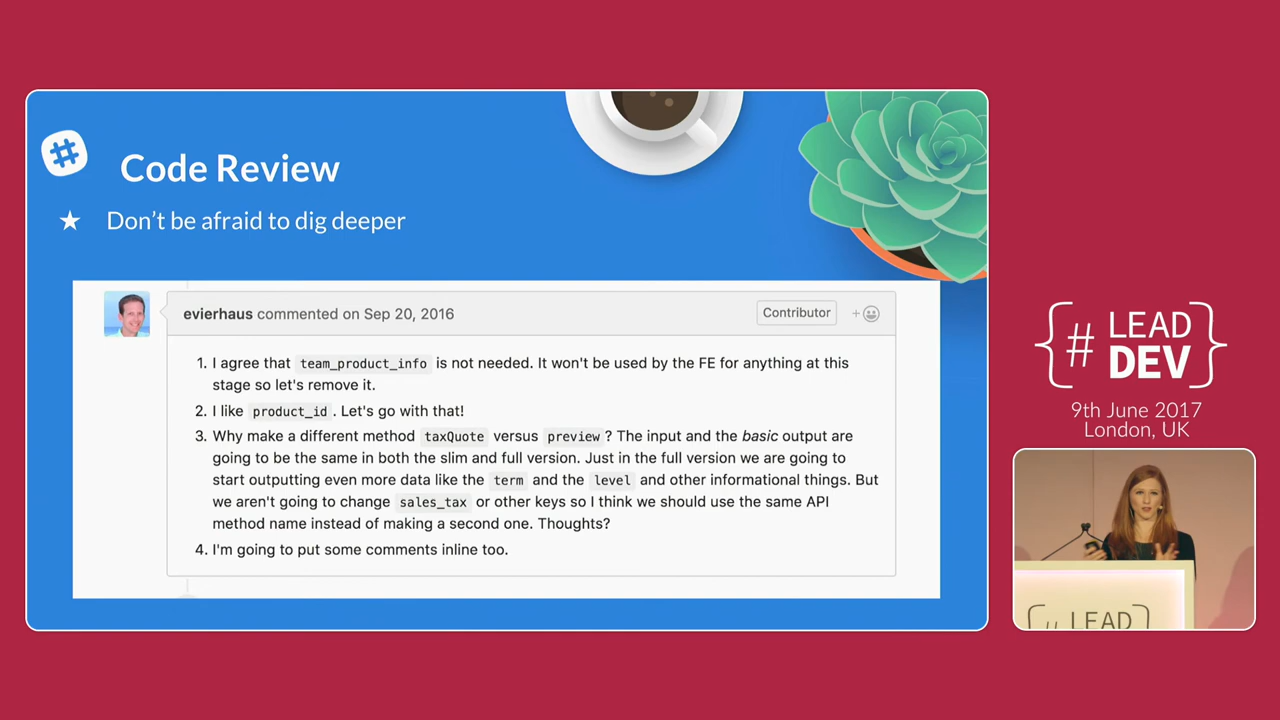 Code Review
★ Don't be afraid to dig deeper
evierhaus commented on Sep 20, 2016
Contributor
1. I agree that team_product_info is not needed. It won't be used by the FE for anything at this
stage so let's remove it.
2. I like product_id. Let's go with that!
3. Why make a different method taxQuote versus preview? The input and the basic output are
going to be the same in both the slim and full version. Just in the full version we are going to
start outputting even more data like the term and the level and other informational things. But
we aren't going to change sales_tax or other keys so I think we should use the same API
method name instead of making a second one. Thoughts?
4. I'm going to put some comments inline too.
{# LEAD
DEV}
9th June 2017
London, UK
{# LEAD}